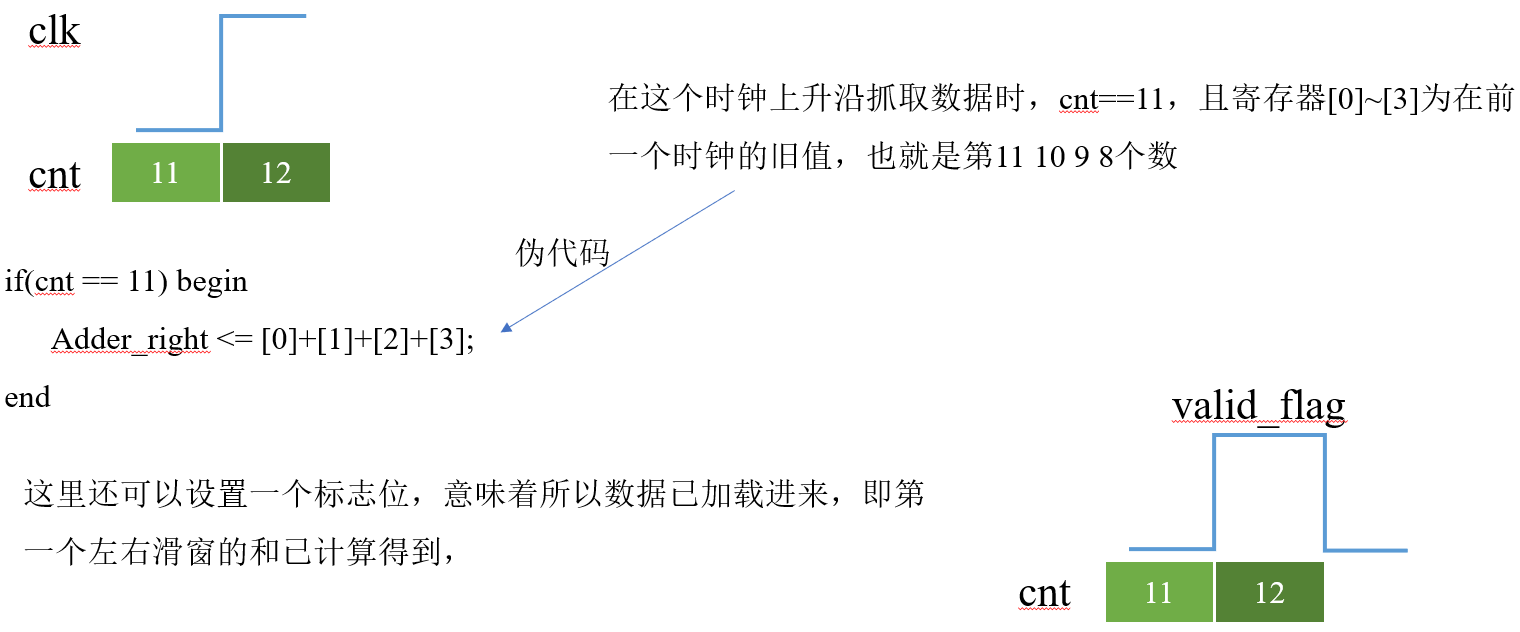 clk
cnt
11
12
在这个时钟上升沿抓取数据时，cnt==11，且寄存器[0]~[3]为在前
一个时钟的旧值，也就是第11 10 9 8个数
伪代码
if(cnt == 11) begin
Adder_right <= [0]+[1]+[2]+[3];
end
这里还可以设置一个标志位，意味着所以数据已加载进来，即第
一个左右滑窗的和已计算得到，
valid_flag
cnt
11
12